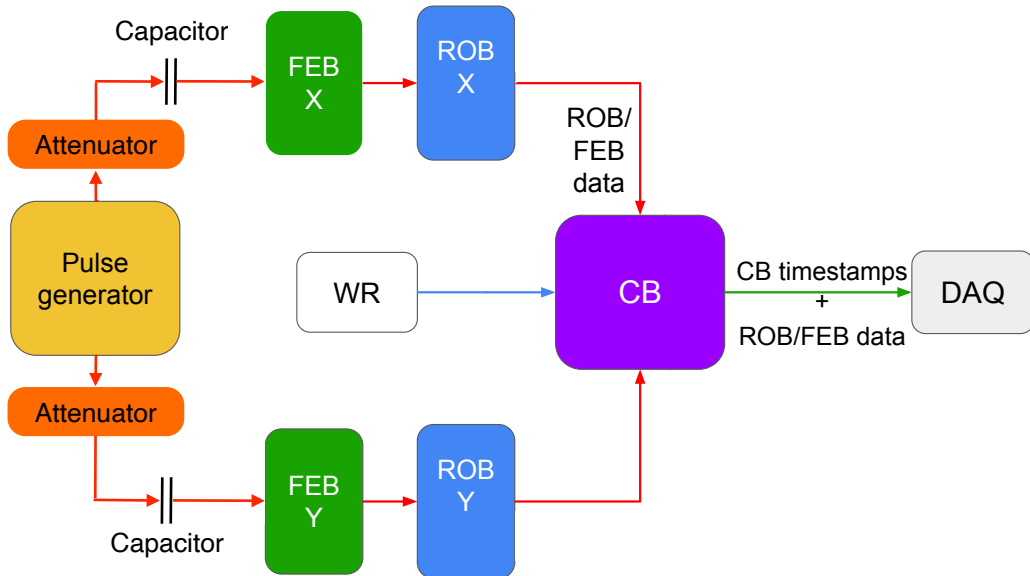 Capacitor
FEB
X
ROB
X
Attenuator
ROB/
FEB
data
Pulse
generator
WR
CB
CB timestamps
+
ROB/FEB data
DAQ
Attenuator
FEB
Y
ROB
Y
Capacitor